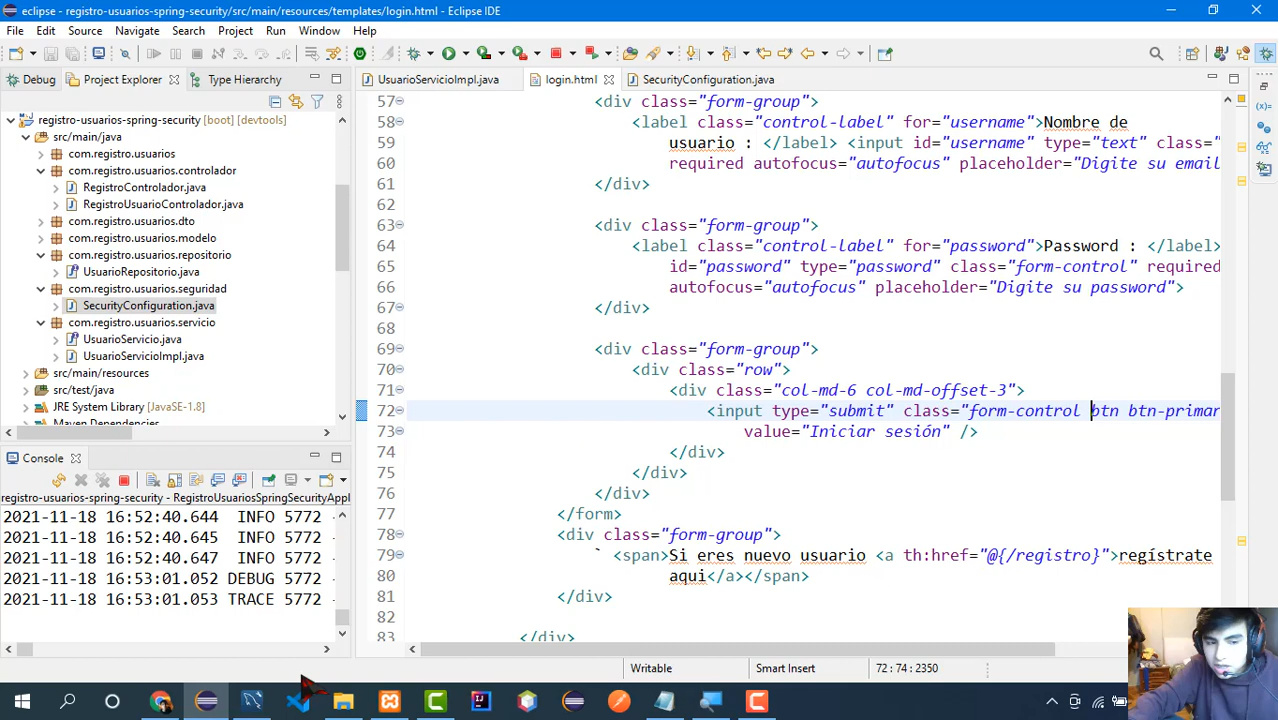 eclipse - registro-usuarios-spring-security/src/main/resources/templates/login.html - Eclipse IDE
File Edit Source Navigate Search Project Run Window Help
Debug Project Explorer Type Hierarchy
registro-usuarios-spring-security [boot] [devtools]
src/main/java
com.registro.usuarios
com.registro.usuarios.controlador
RegistroControlador.java
RegistroUsuarioControlador.java
com.registro.usuarios.dto
com.registro.usuarios.modelo
com.registro.usuarios.repositorio
UsuarioRepositorio.java
com.registro.usuarios.seguridad
SecurityConfiguration.java
com.registro.usuarios.servicio
UsuarioServicio.java
UsuarioServicioImpl.java
src/main/resources
src/test/java
JRE System Library [JavaSE-1.8]
Maven Dependencies
Console
registro-usuarios-spring-security - RegistroUsuariosSpringSecurityAppl
2021-11-18 16:52:40.644 INFO 5772
2021-11-18 16:52:40.645 INFO 5772
2021-11-18 16:52:40.647 INFO 5772
2021-11-18 16:53:01.052 DEBUG 5772
2021-11-18 16:53:01.053 TRACE 5772
UsuarioServicioImpl.java login.html SecurityConfiguration.java
57 <div class="form-group">
58 <label class="control-label" for="username">Nombre de
59 usuario : </label> <input id="username" type="text" class="
60 required autofocus="autofocus" placeholder="Digite su email
61 </div>
62
63 <div class="form-group">
64 <label class="control-label" for="password">Password : </label>
65 id="password" type="password" class="form-control" required
66 autofocus="autofocus" placeholder="Digite su password">
67 </div>
68
69 <div class="form-group">
70 <div class="row">
71 <div class="col-md-6 col-md-offset-3">
72 <input type="submit" class="form-control btn btn-primar
73 value="Iniciar sesión" />
74 </div>
75 </div>
76 </div>
77 </form>
78 <div class="form-group">
79 ` <span>Si eres nuevo usuario <a th:href="@{/registro}">regístrate
80 aqui</a></span>
81 </div>
82
83 </div>
Writable Smart Insert 72 : 74 : 2350